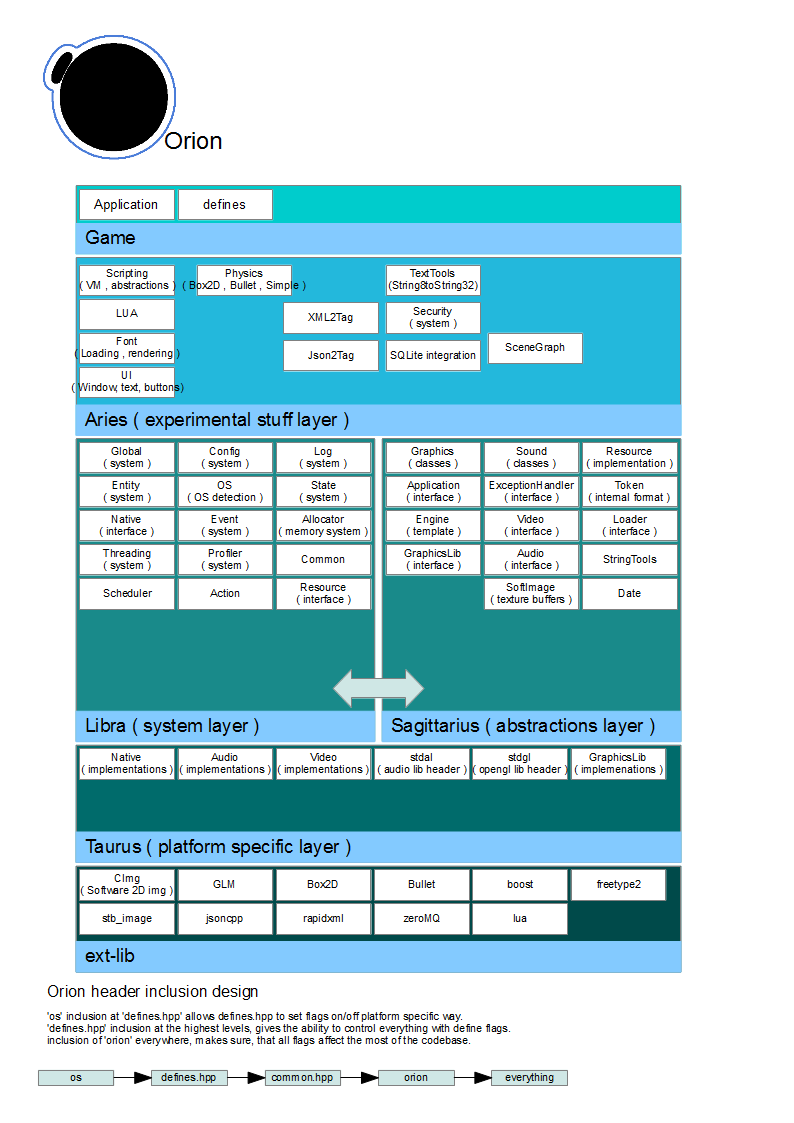 Orion
Application
defines
Game
Scripting
( VM , abstractions )
Physics
( Box2D , Bullet , Simple )
TextTools
(String8toString32)
LUA
XML2Tag
Security
( system )
Font
( Loading , rendering )
Json2Tag
SQLite integration
SceneGraph
UI
( Window, text, buttons)
Aries ( experimental stuff layer )
Global
( system )
Config
( system )
Log
( system )
Entity
( system )
OS
( OS detection )
State
( system )
Native
( interface )
Event
( system )
Allocator
( memory system )
Threading
( system )
Profiler
( system )
Common
Scheduler
Action
Resource
( interface )
Libra ( system layer )
Graphics
( classes )
Sound
( classes )
Resource
( implementation )
Application
( interface )
ExceptionHandler
( interface )
Token
( internal format )
Engine
( template )
Video
( interface )
Loader
( interface )
GraphicsLib
( interface )
Audio
( interface )
StringTools
SoftImage
( texture buffers )
Date
Sagittarius ( abstractions layer )
Native
( implementations )
Audio
( implementations )
Video
( implementations )
stdal
( audio lib header )
stdgl
( opengl lib header )
GraphicsLib
( implemenations )
Taurus ( platform specific layer )
CImg
( Software 2D img )
GLM
Box2D
Bullet
boost
freetype2
stb_image
jsoncpp
rapidxml
zeroMQ
lua
ext-lib
Orion header inclusion design
'os' inclusion at 'defines.hpp' allows defines.hpp to set flags on/off platform specific way.
'defines.hpp' inclusion at the highest levels, gives the ability to control everything with define flags.
inclusion of 'orion' everywhere, makes sure, that all flags affect the most of the codebase.
os
defines.hpp
common.hpp
orion
everything